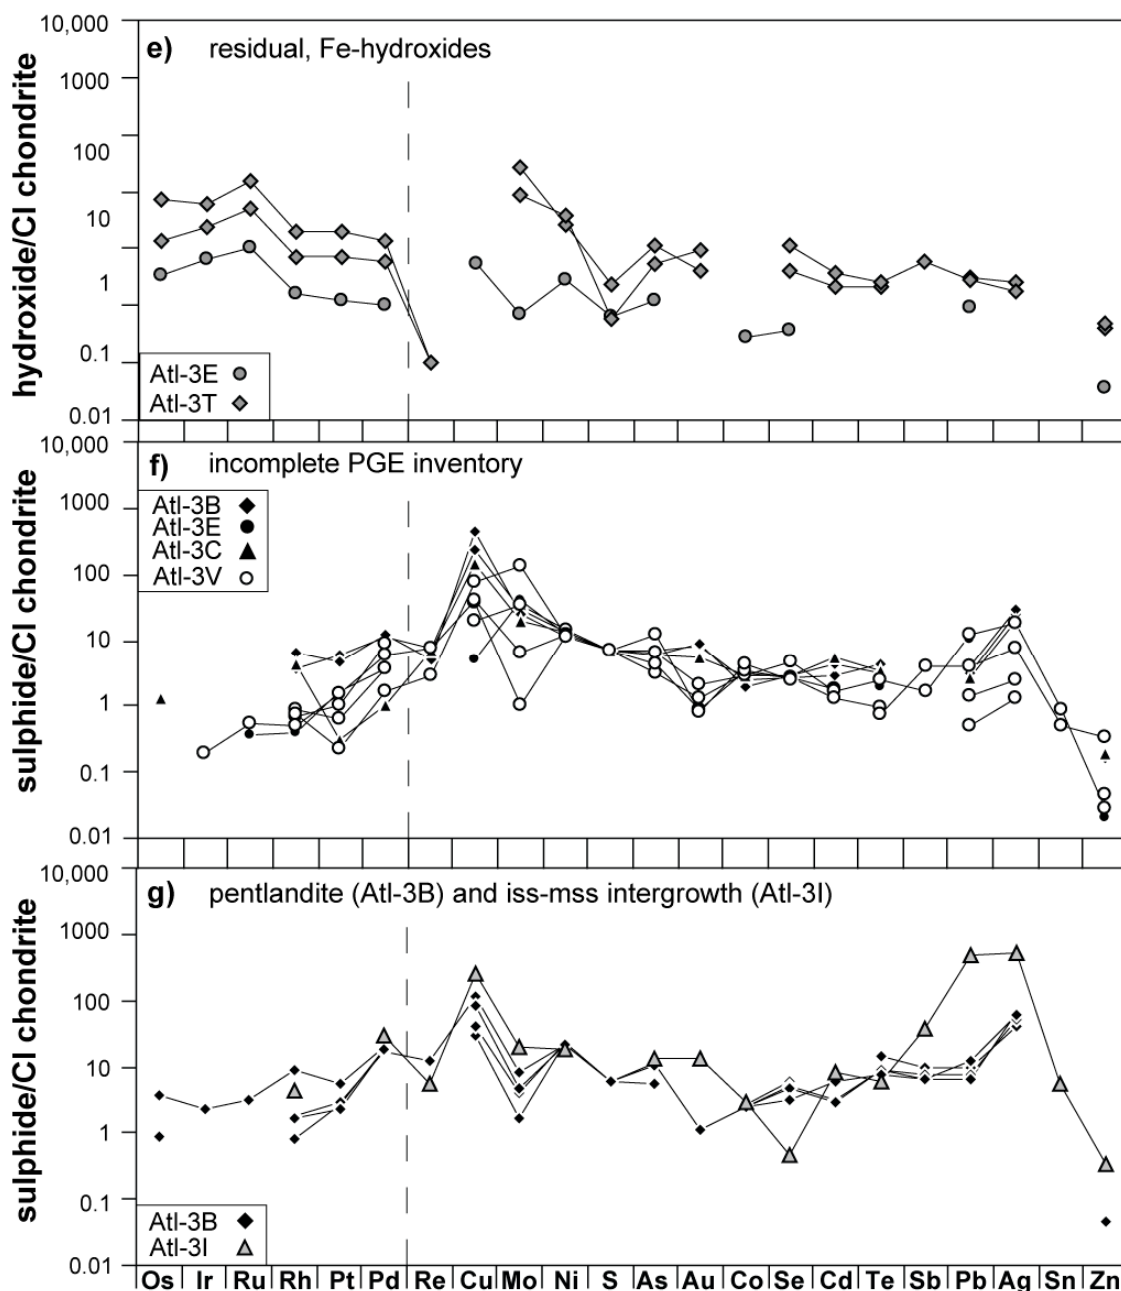 hydroxide/CI chondrite
10,000
1000
100
10
1
0.1
0.01
e) residual, Fe-hydroxides
Atl-3E
Atl-3T
sulphide/CI chondrite
10,000
1000
100
10
1
0.1
0.01
f) incomplete PGE inventory
Atl-3B
Atl-3E
Atl-3C
Atl-3V
sulphide/CI chondrite
10,000
1000
100
10
1
0.1
0.01
g) pentlandite (Atl-3B) and iss-mss intergrowth (Atl-3I)
Atl-3B
Atl-3I
Os Ir Ru Rh Pt Pd Re Cu Mo Ni S As Au Co Se Cd Te Sb Pb Ag Sn Zn